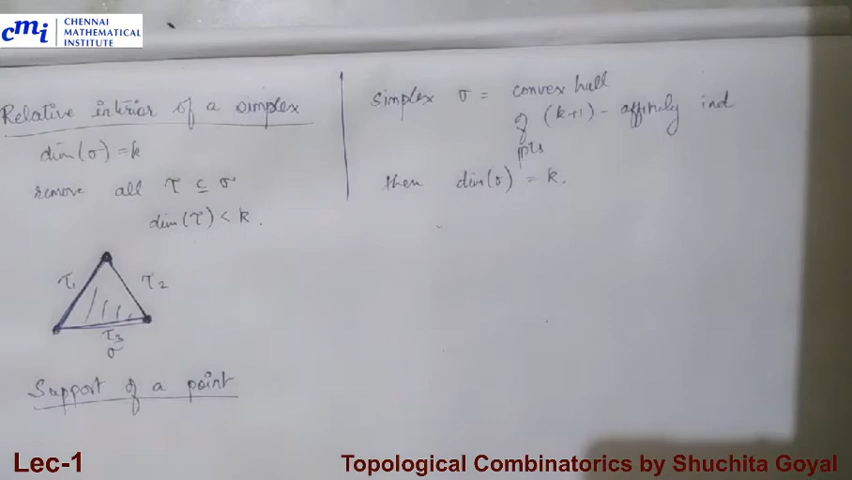 cmi
CHENNAI
MATHEMATICAL
INSTITUTE
Relative interior of a simplex
dim(σ) = k
remove all τ ⊆ σ
dim(τ) < k.
τ₁ τ₂
τ₃
σ
Support of a point
simplex σ = convex hull
of (k+1) - affinely ind
pts
then dim(σ) = k.
Lec-1
Topological Combinatorics by Shuchita Goyal